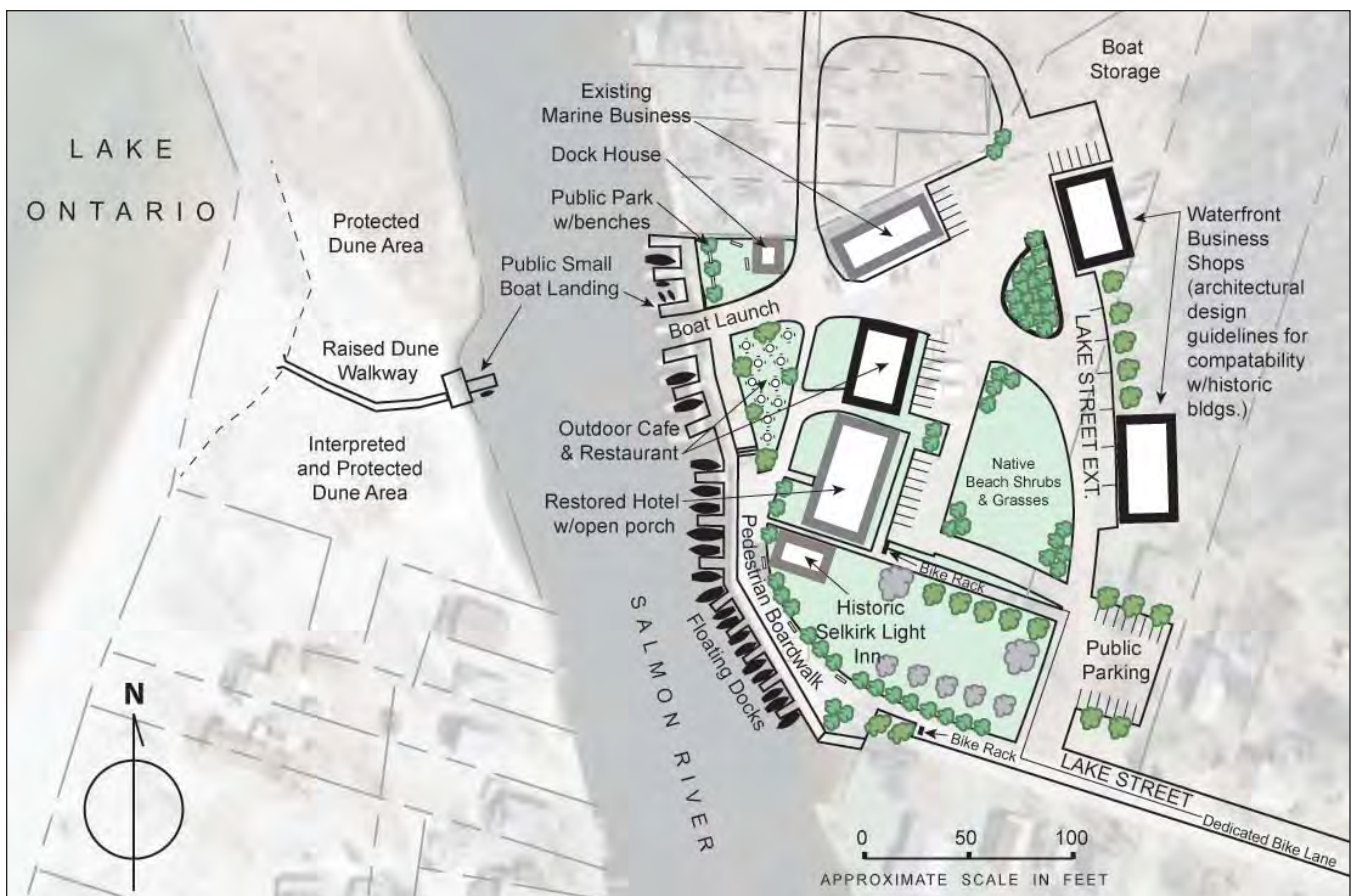 LAKE
ONTARIO
Protected
Dune Area
Raised Dune
Walkway
Interpreted
and Protected
Dune Area
Existing
Marine Business
Dock House
Public Park
w/benches
Public Small
Boat Landing
Boat Launch
Outdoor Cafe
& Restaurant
Restored Hotel
w/open porch
Boat
Storage
Waterfront
Business
Shops
(architectural
design
guidelines for
compatability
w/historic
bldgs.)
LAKE STREET EXT.
Native
Beach Shrubs
& Grasses
Bike Rack
Historic
Selkirk Light
Inn
Pedestrian Boardwalk
Floating Docks
SALMON RIVER
Public
Parking
Bike Rack
LAKE STREET
Dedicated Bike Lane
N
0 50 100
APPROXIMATE SCALE IN FEET